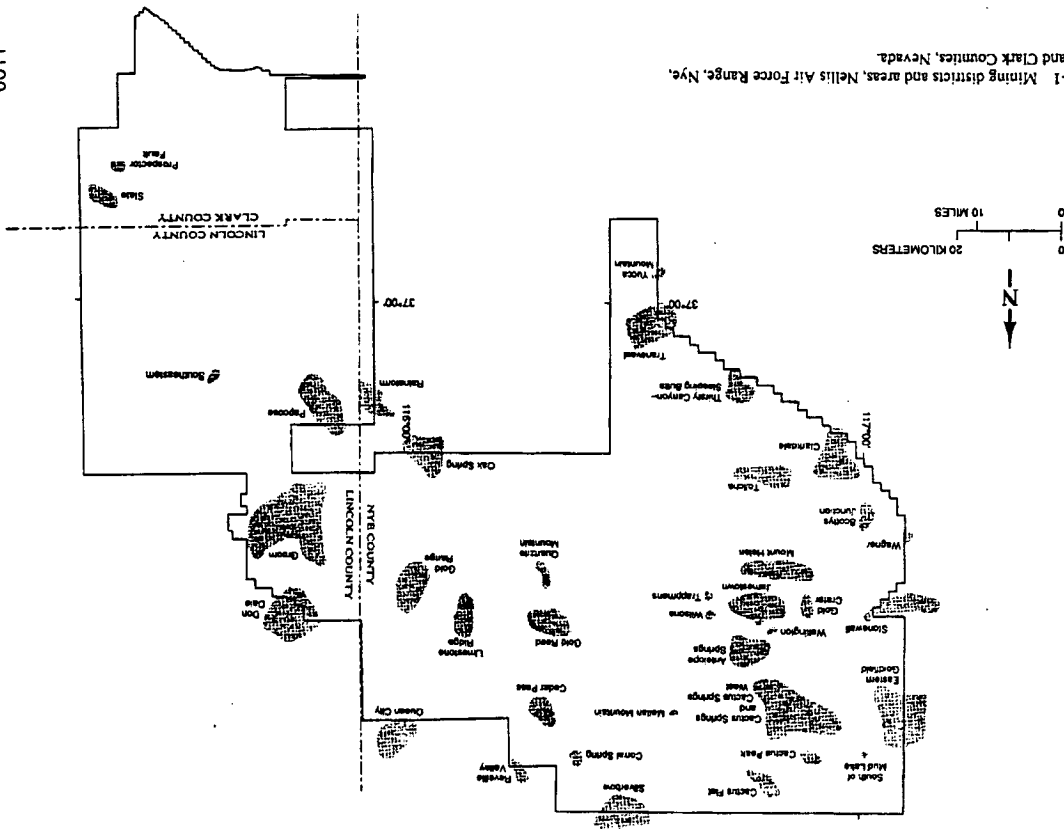 Cactus Flat
Silverbow
South of
Mud Lake
Cactus Peak
Corral Spring
Reveille
Valley
Eastern
Goldfield
Cactus Springs
and
Cactus Springs
West
Mellan Mountain
Cedar Pass
Queen City
Antelope
Springs
Stonewall
Gold
Crater
Wellington
Jamestown
Wilsons
Trappmans
Gold Reed
Limestone
Ridge
Don
Dale
Wagner
Mount Helen
Quartzite
Mountain
Gold
Range
NYE COUNTY
LINCOLN COUNTY
Groom
Scottys
Junction
Tolicha
Clarkdale
117°00'
Oak Spring
116°00'
Thirsty Canyon-
Sleeping Butte
Rainstorm
Papoose
Southeastern
Transvaal
37°00'
37°00'
Yucca
Mountain
N
20 KILOMETERS
10 MILES
LINCOLN COUNTY
CLARK COUNTY
Slate
Prospector
Fault
-1 Mining districts and areas, Nellis Air Force Range, Nye,
and Clark Counties, Nevada.